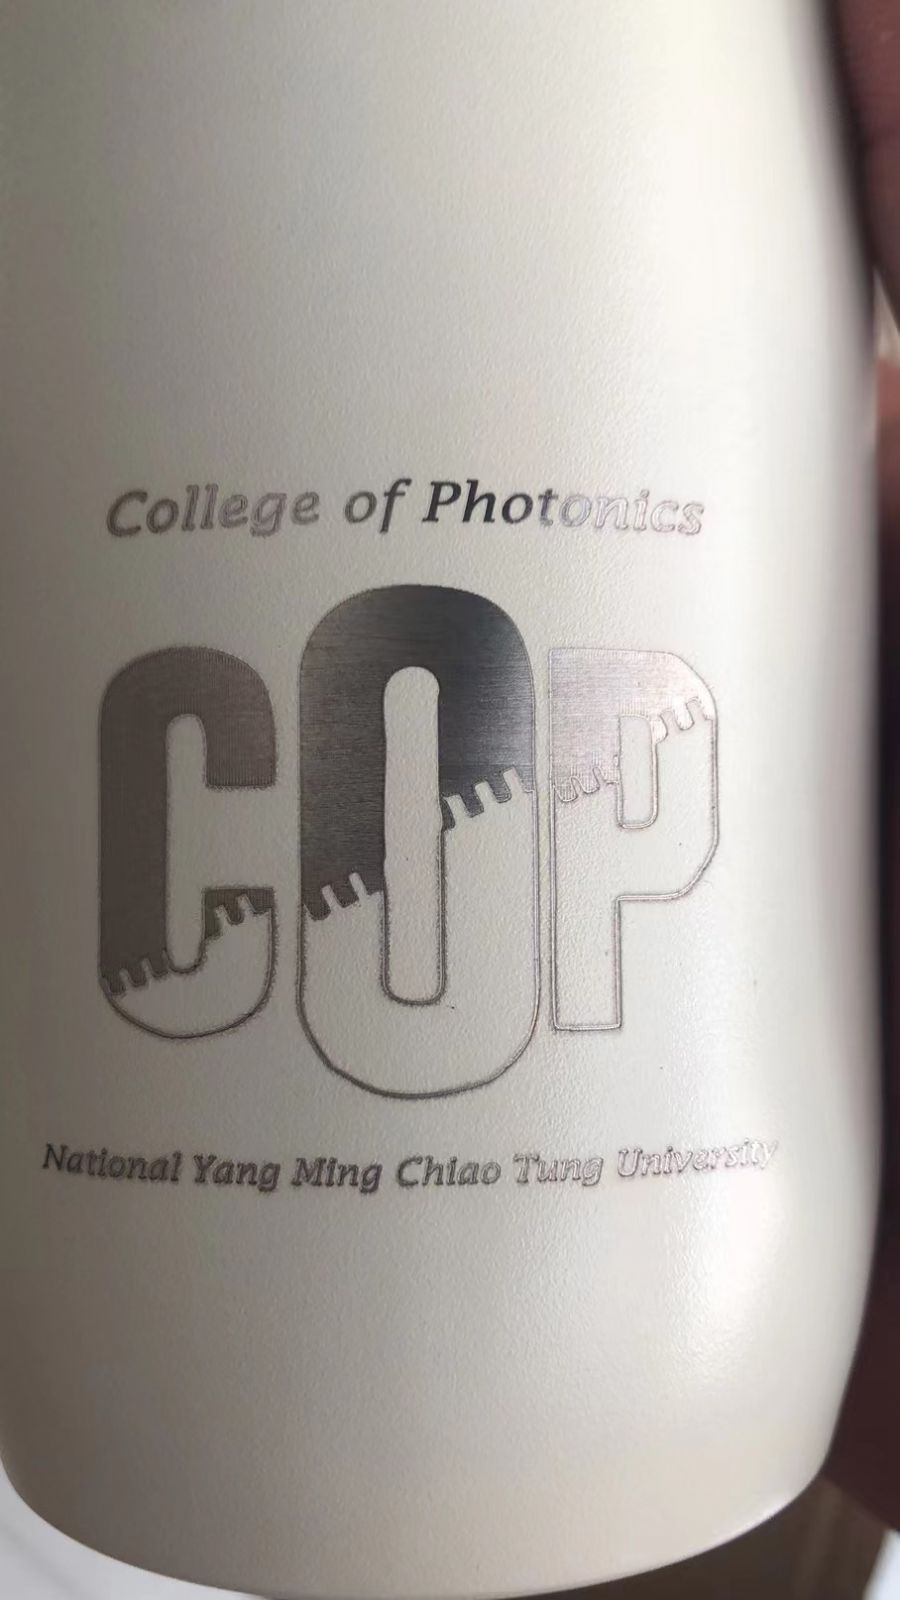 College of Photonics
COP
National Yang Ming Chiao Tung University